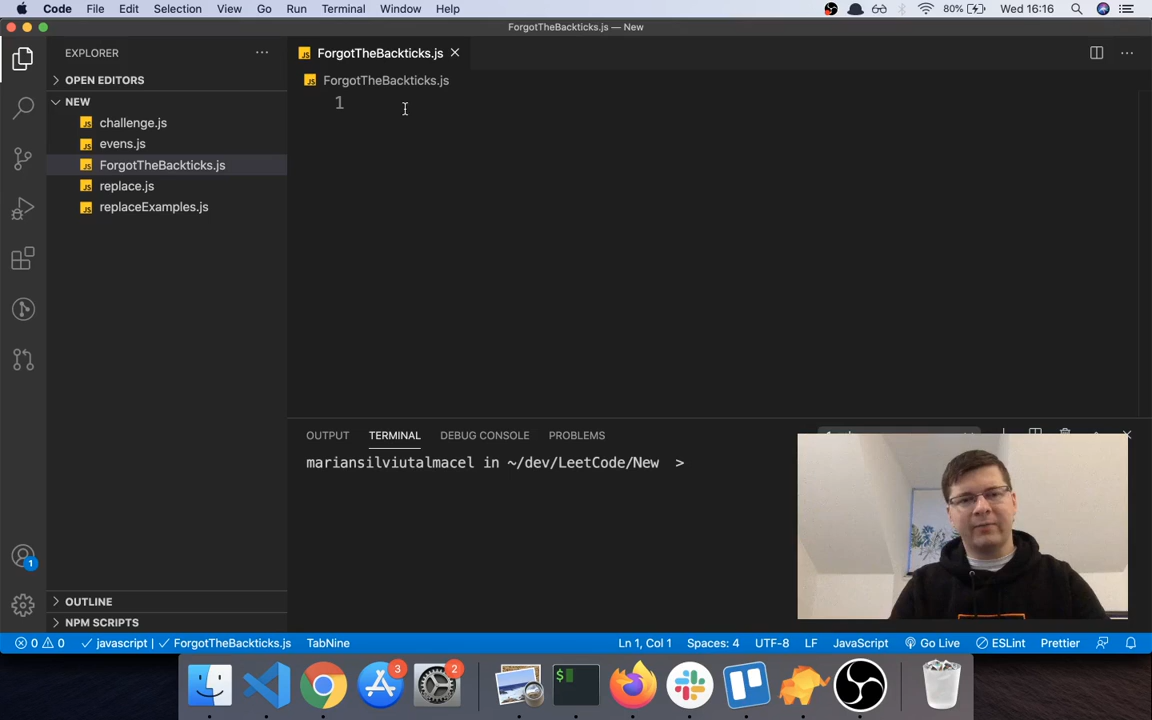 Code File Edit Selection View Go Run Terminal Window Help
80% Wed 16:16
ForgotTheBackticks.js — New
EXPLORER
ForgotTheBackticks.js
OPEN EDITORS
ForgotTheBackticks.js
NEW
1
challenge.js
evens.js
ForgotTheBackticks.js
replace.js
replaceExamples.js
OUTPUT TERMINAL DEBUG CONSOLE PROBLEMS
mariansilviutalmacel in ~/dev/LeetCode/New >
1
OUTLINE
NPM SCRIPTS
0 0 javascript | ForgotTheBackticks.js TabNine Ln 1, Col 1 Spaces: 4 UTF-8 LF JavaScript Go Live ESLint Prettier
3 2